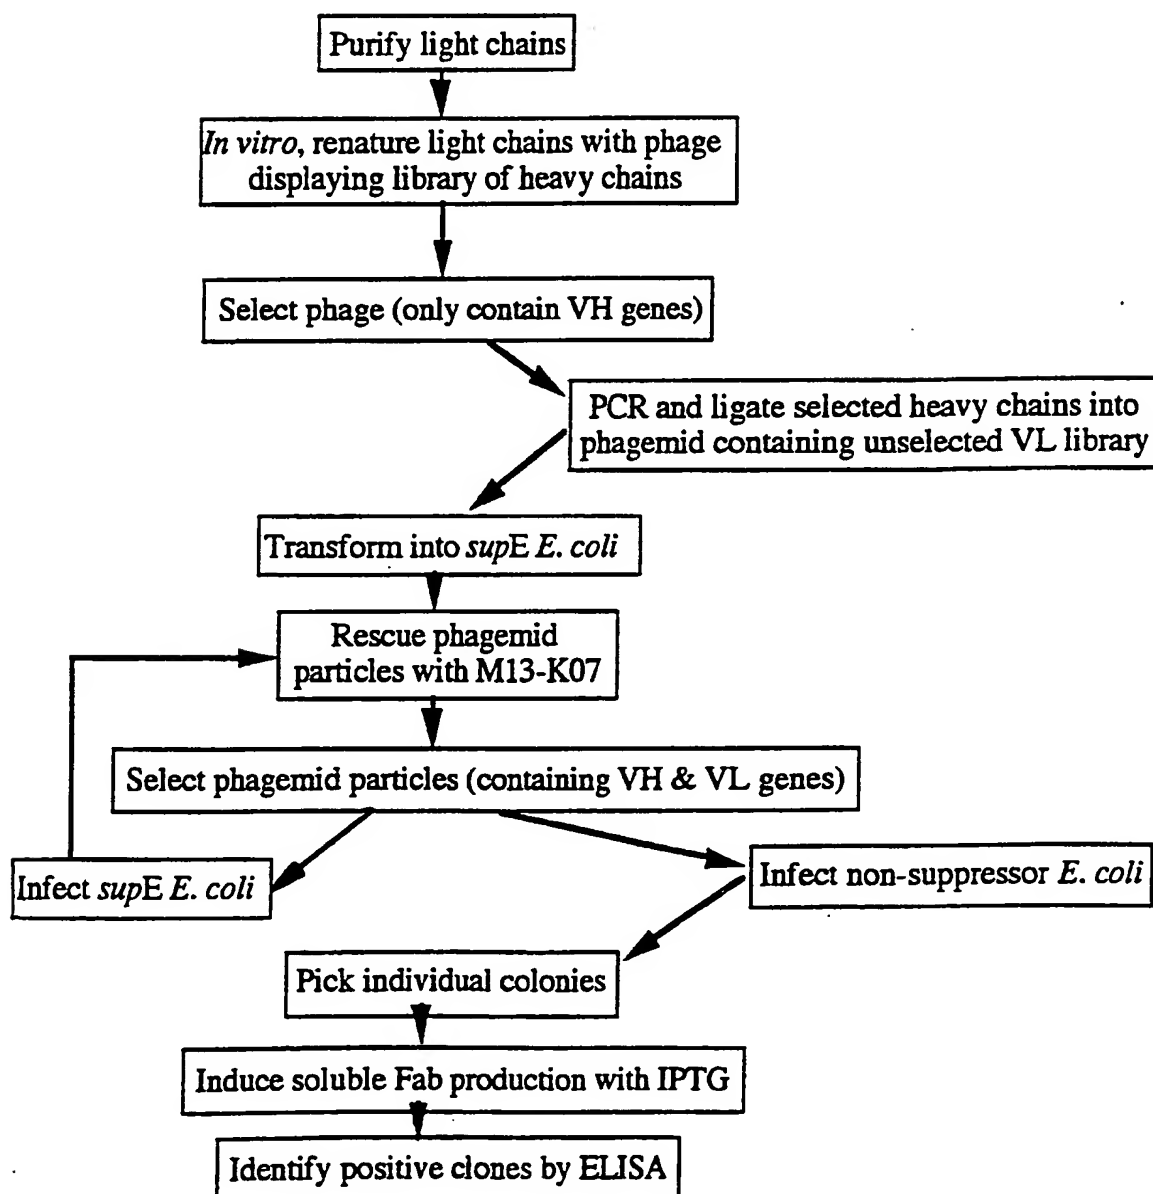 Purify light chains
In vitro, renature light chains with phage
displaying library of heavy chains
Select phage (only contain VH genes)
PCR and ligate selected heavy chains into
phagemid containing unselected VL library
Transform into supE E. coli
Rescue phagemid
particles with M13-K07
Select phagemid particles (containing VH & VL genes)
Infect supE E. coli
Infect non-suppressor E. coli
Pick individual colonies
Induce soluble Fab production with IPTG
Identify positive clones by ELISA